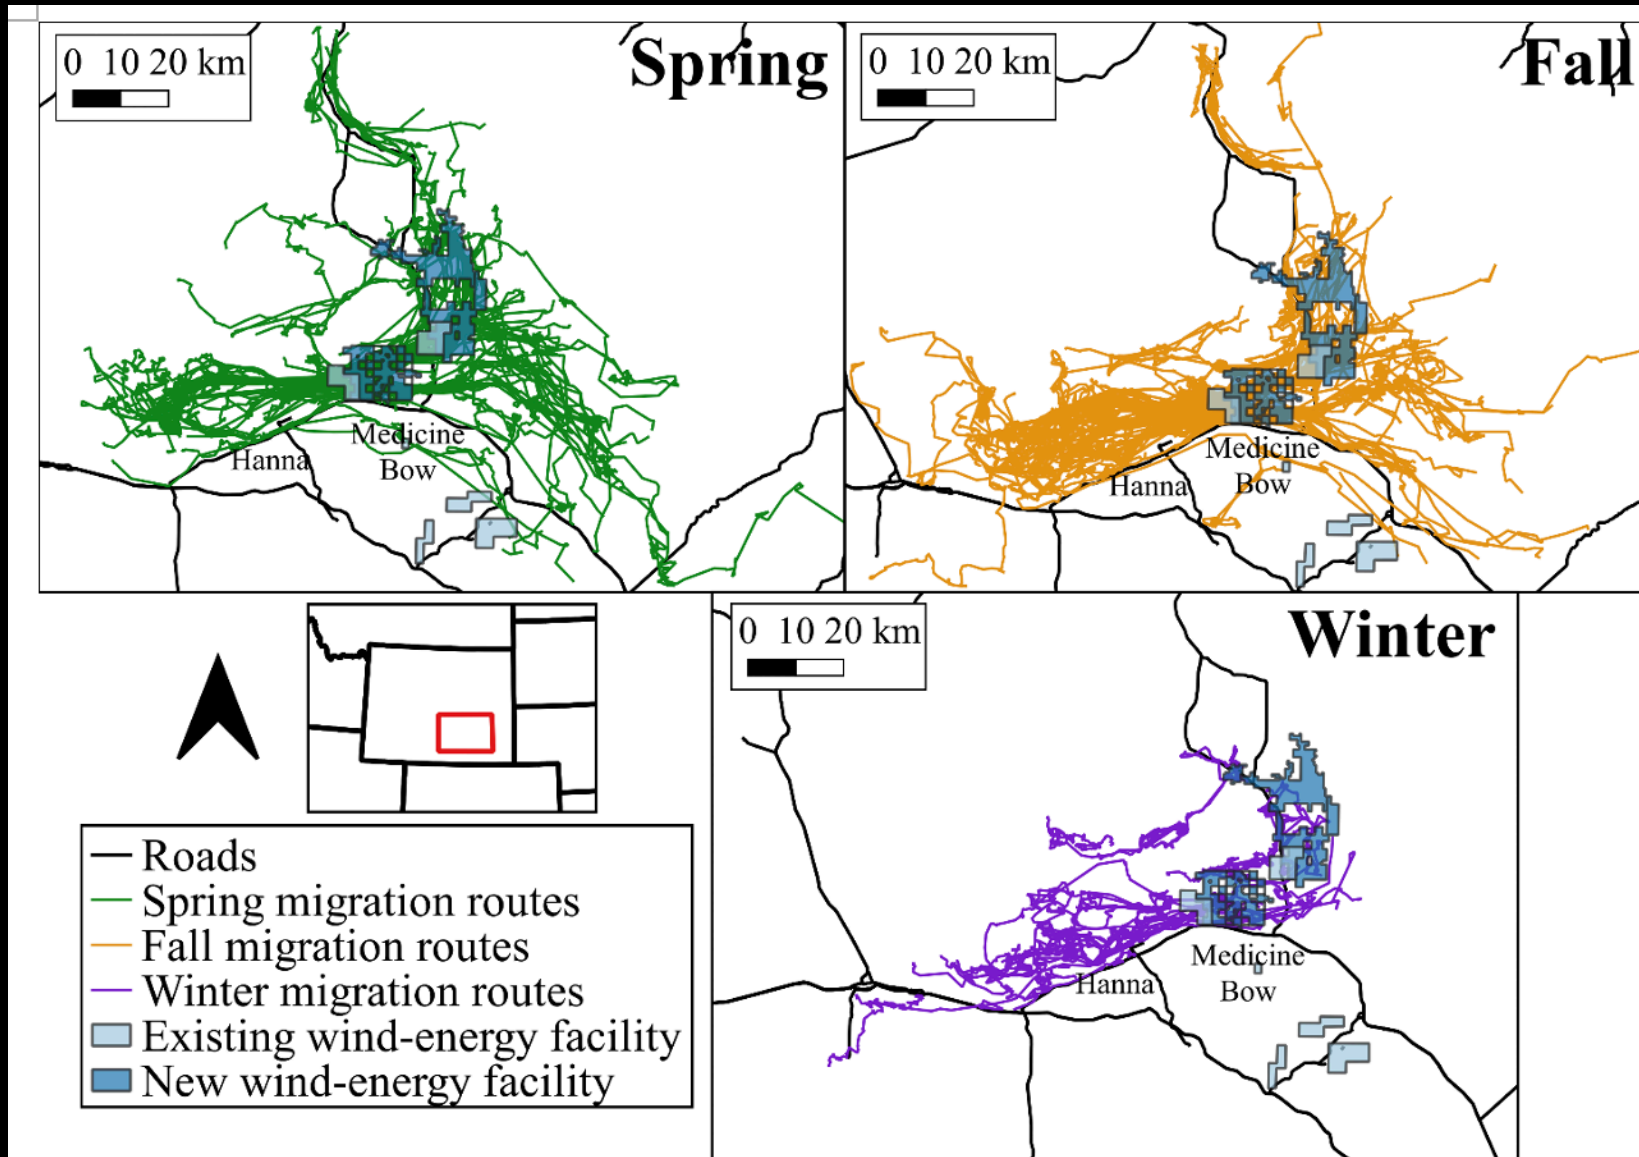 Spring
0 10 20 km
Medicine
Bow
Hanna
Fall
0 10 20 km
Medicine
Bow
Hanna
Winter
0 10 20 km
Medicine
Bow
Hanna
Roads
Spring migration routes
Fall migration routes
Winter migration routes
Existing wind-energy facility
New wind-energy facility